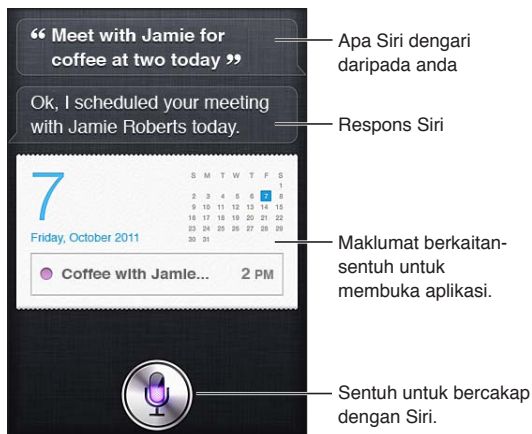 “ Meet with Jamie for
coffee at two today ”
Apa Siri dengari
daripada anda
Ok, I scheduled your meeting
with Jamie Roberts today.
Respons Siri
7
Friday, October 2011
S M T W T F S
1
2 3 4 5 6 7 8
9 10 11 12 13 14 15
16 17 18 19 20 21 22
23 24 25 26 27 28 29
30 31
Coffee with Jamie... 2 PM
Maklumat berkaitan-
sentuh untuk
membuka aplikasi.
Sentuh untuk bercakap
dengan Siri.